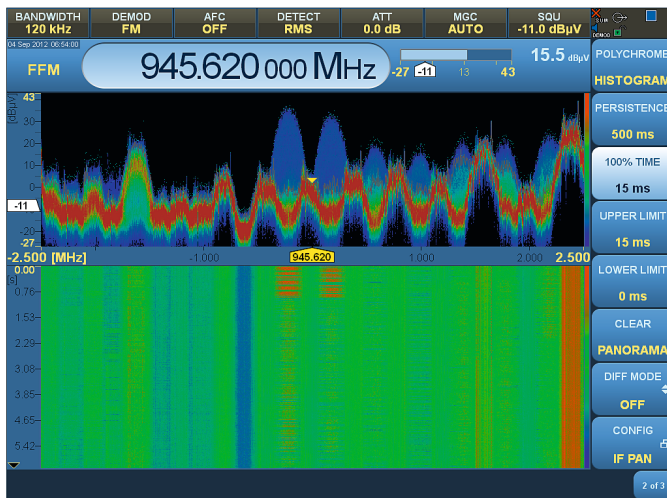 BANDWIDTH DEMOD AFC DETECT ATT MGC SQU
120 kHz FM OFF RMS 0.0 dB AUTO -11.0 dBµV
SUM
DEMOD
04 Sep 2012 06:54:00
FFM 945.620 000 MHz
15.5 dBµV
-27 -11 13 43
POLYCHROME
HISTOGRAM
PERSISTENCE
500 ms
100% TIME
15 ms
UPPER LIMIT
15 ms
LOWER LIMIT
0 ms
CLEAR
PANORAMA
DIFF MODE
OFF
CONFIG
IF PAN
2 of 3
[dBµV]
43
30
20
10
0
-11
-20
-27
-2.500 [MHz] -1.000 945.620 1.000 2.000 2.500
0.00
[s]
0.76
1.53
2.29
3.08
3.85
4.65
5.42